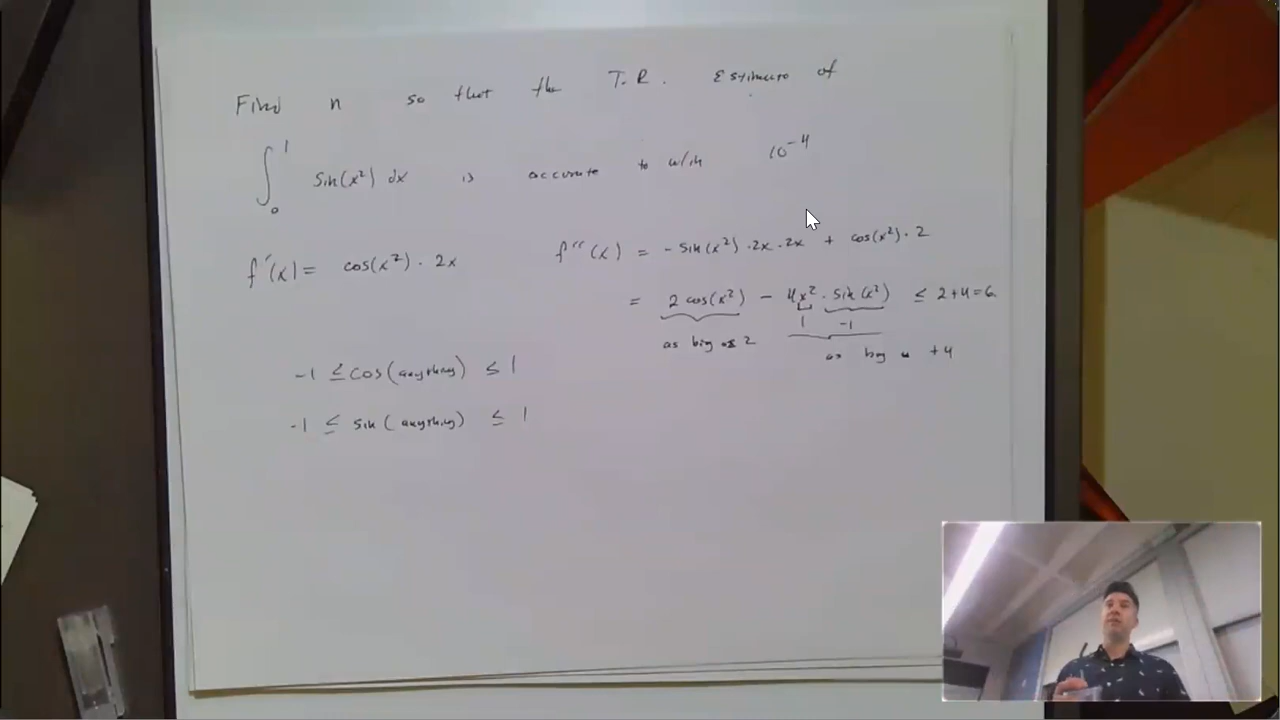 Find n so that the T.R. Estimate of
∫₀¹ sin(x²) dx is accurate to w/in 10⁻⁴
f'(x) = cos(x²) · 2x
f''(x) = - sin(x²) · 2x · 2x + cos(x²) · 2
= 2 cos(x²) - 4x² · sin(x²) ≤ 2+4=6
1 -1
as big as 2
as big as +4
-1 ≤ cos(anything) ≤ 1
-1 ≤ sin(anything) ≤ 1